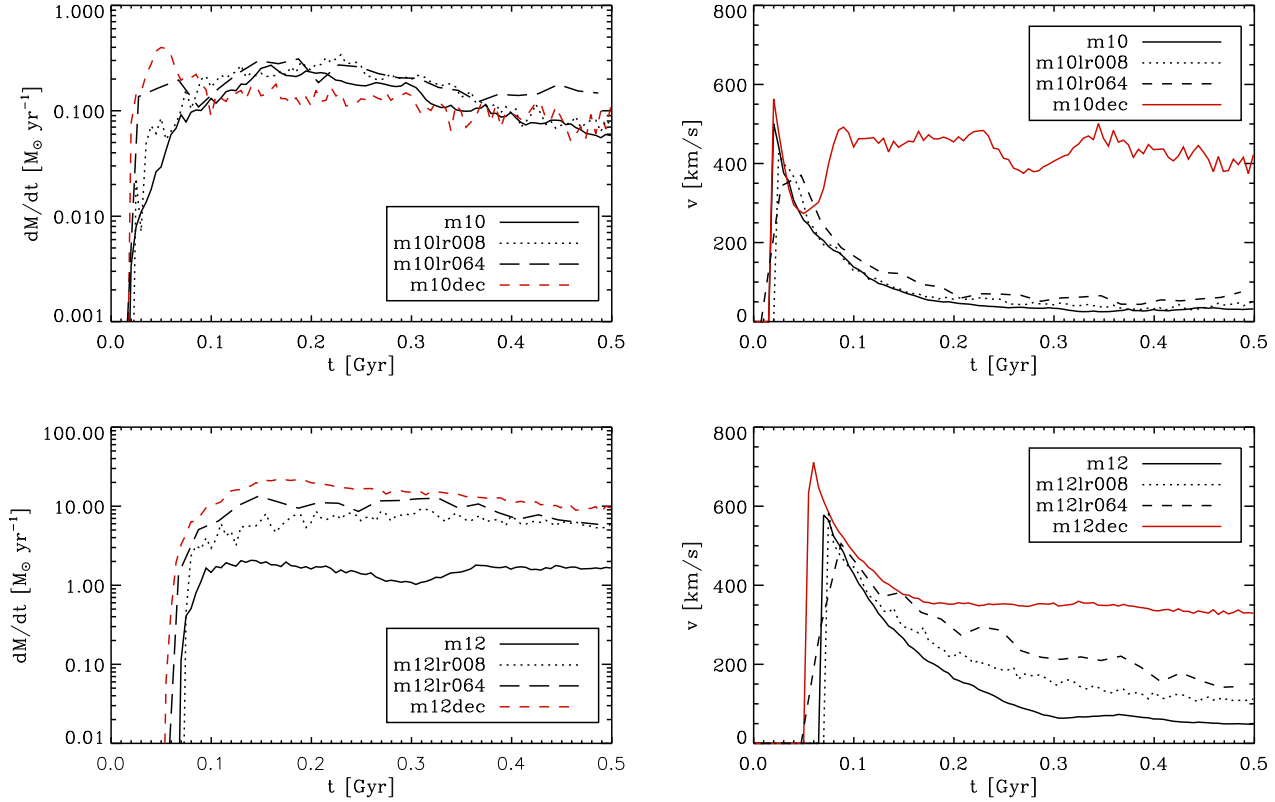 1.000
0.100
0.010
0.001
dM/dt [M⊙ yr⁻¹]
m10
m10lr008
m10lr064
m10dec
0.0 0.1 0.2 0.3 0.4 0.5
t [Gyr]
800
600
400
200
0
v [km/s]
m10
m10lr008
m10lr064
m10dec
0.0 0.1 0.2 0.3 0.4 0.5
t [Gyr]
100.00
10.00
1.00
0.10
0.01
dM/dt [M⊙ yr⁻¹]
m12
m12lr008
m12lr064
m12dec
0.0 0.1 0.2 0.3 0.4 0.5
t [Gyr]
800
600
400
200
0
v [km/s]
m12
m12lr008
m12lr064
m12dec
0.0 0.1 0.2 0.3 0.4 0.5
t [Gyr]